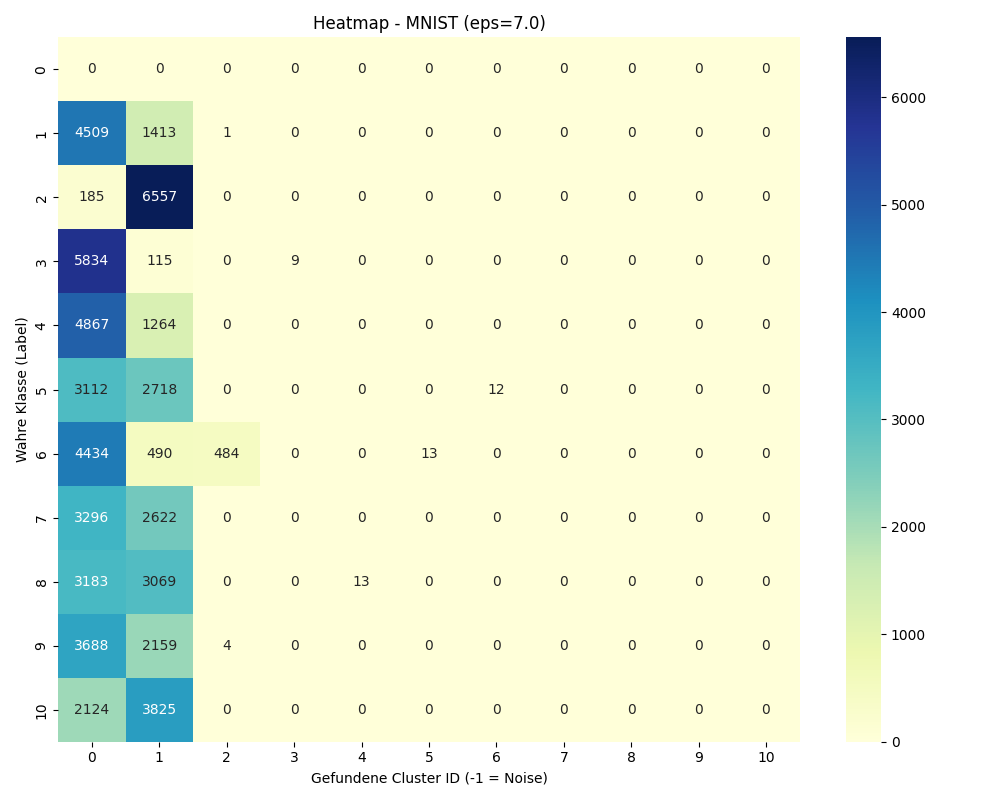 Heatmap - MNIST (eps=7.0)
Wahre Klasse (Label)
0 0 0 0 0 0 0 0 0 0 0 0
1 4509 1413 1 0 0 0 0 0 0 0 0
2 185 6557 0 0 0 0 0 0 0 0 0
3 5834 115 0 9 0 0 0 0 0 0 0
4 4867 1264 0 0 0 0 0 0 0 0 0
5 3112 2718 0 0 0 0 12 0 0 0 0
6 4434 490 484 0 0 13 0 0 0 0 0
7 3296 2622 0 0 0 0 0 0 0 0 0
8 3183 3069 0 0 13 0 0 0 0 0 0
9 3688 2159 4 0 0 0 0 0 0 0 0
10 2124 3825 0 0 0 0 0 0 0 0 0
0 1 2 3 4 5 6 7 8 9 10
Gefundene Cluster ID (-1 = Noise)
6000
5000
4000
3000
2000
1000
0